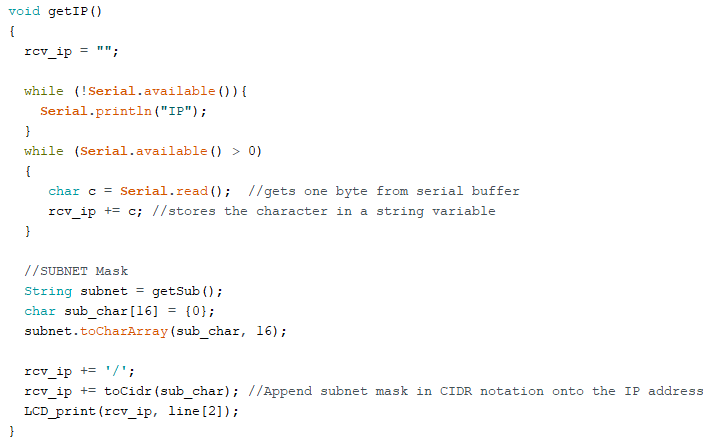 void getIP()
{
  rcv_ip = "";

  while (!Serial.available()){
    Serial.println("IP");
  }
  while (Serial.available() > 0)
  {
     char c = Serial.read();  //gets one byte from serial buffer
     rcv_ip += c; //stores the character in a string variable
  }

  //SUBNET Mask
  String subnet = getSub();
  char sub_char[16] = {0};
  subnet.toCharArray(sub_char, 16);

  rcv_ip += '/';
  rcv_ip += toCidr(sub_char); //Append subnet mask in CIDR notation onto the IP address
  LCD_print(rcv_ip, line[2]);
}